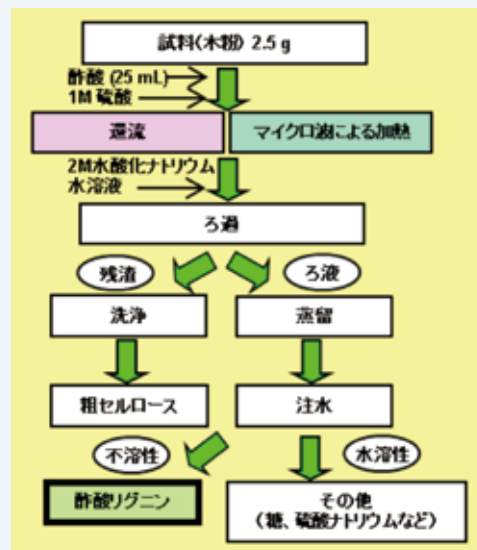 試料(木粉) 2.5 g
酢酸 (25 mL)
1M 硫酸
還流
マイクロ波による加熱
2M水酸化ナトリウム
水溶液
ろ過
残渣
ろ液
洗浄
蒸留
粗セルロース
注水
不溶性
水溶性
酢酸リグニン
その他
(糖、硫酸ナトリウムなど)